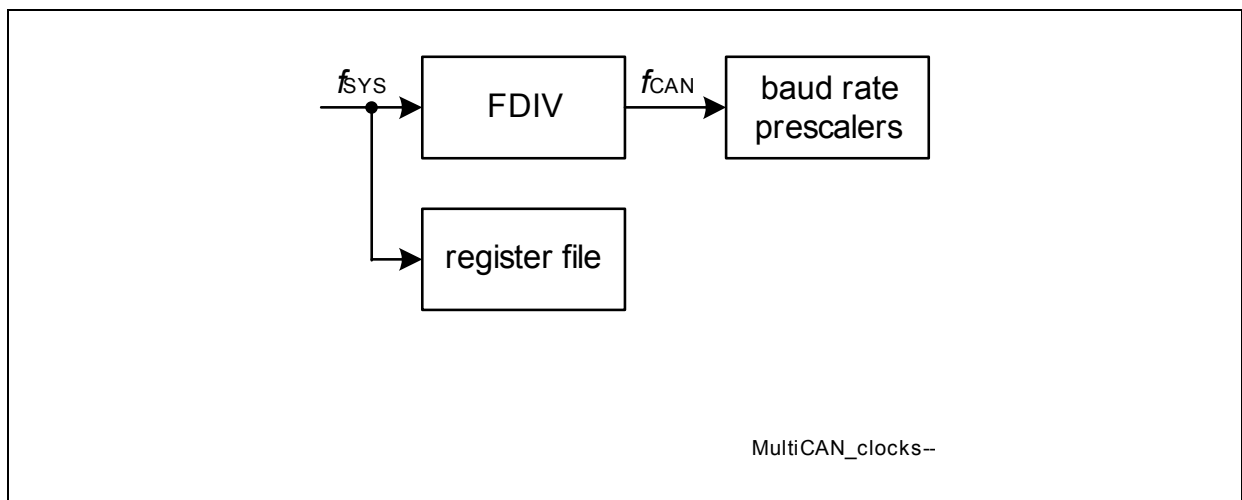 fSYS
FDIV
fCAN
baud rate
prescalers
register file
MultiCAN_clocks--